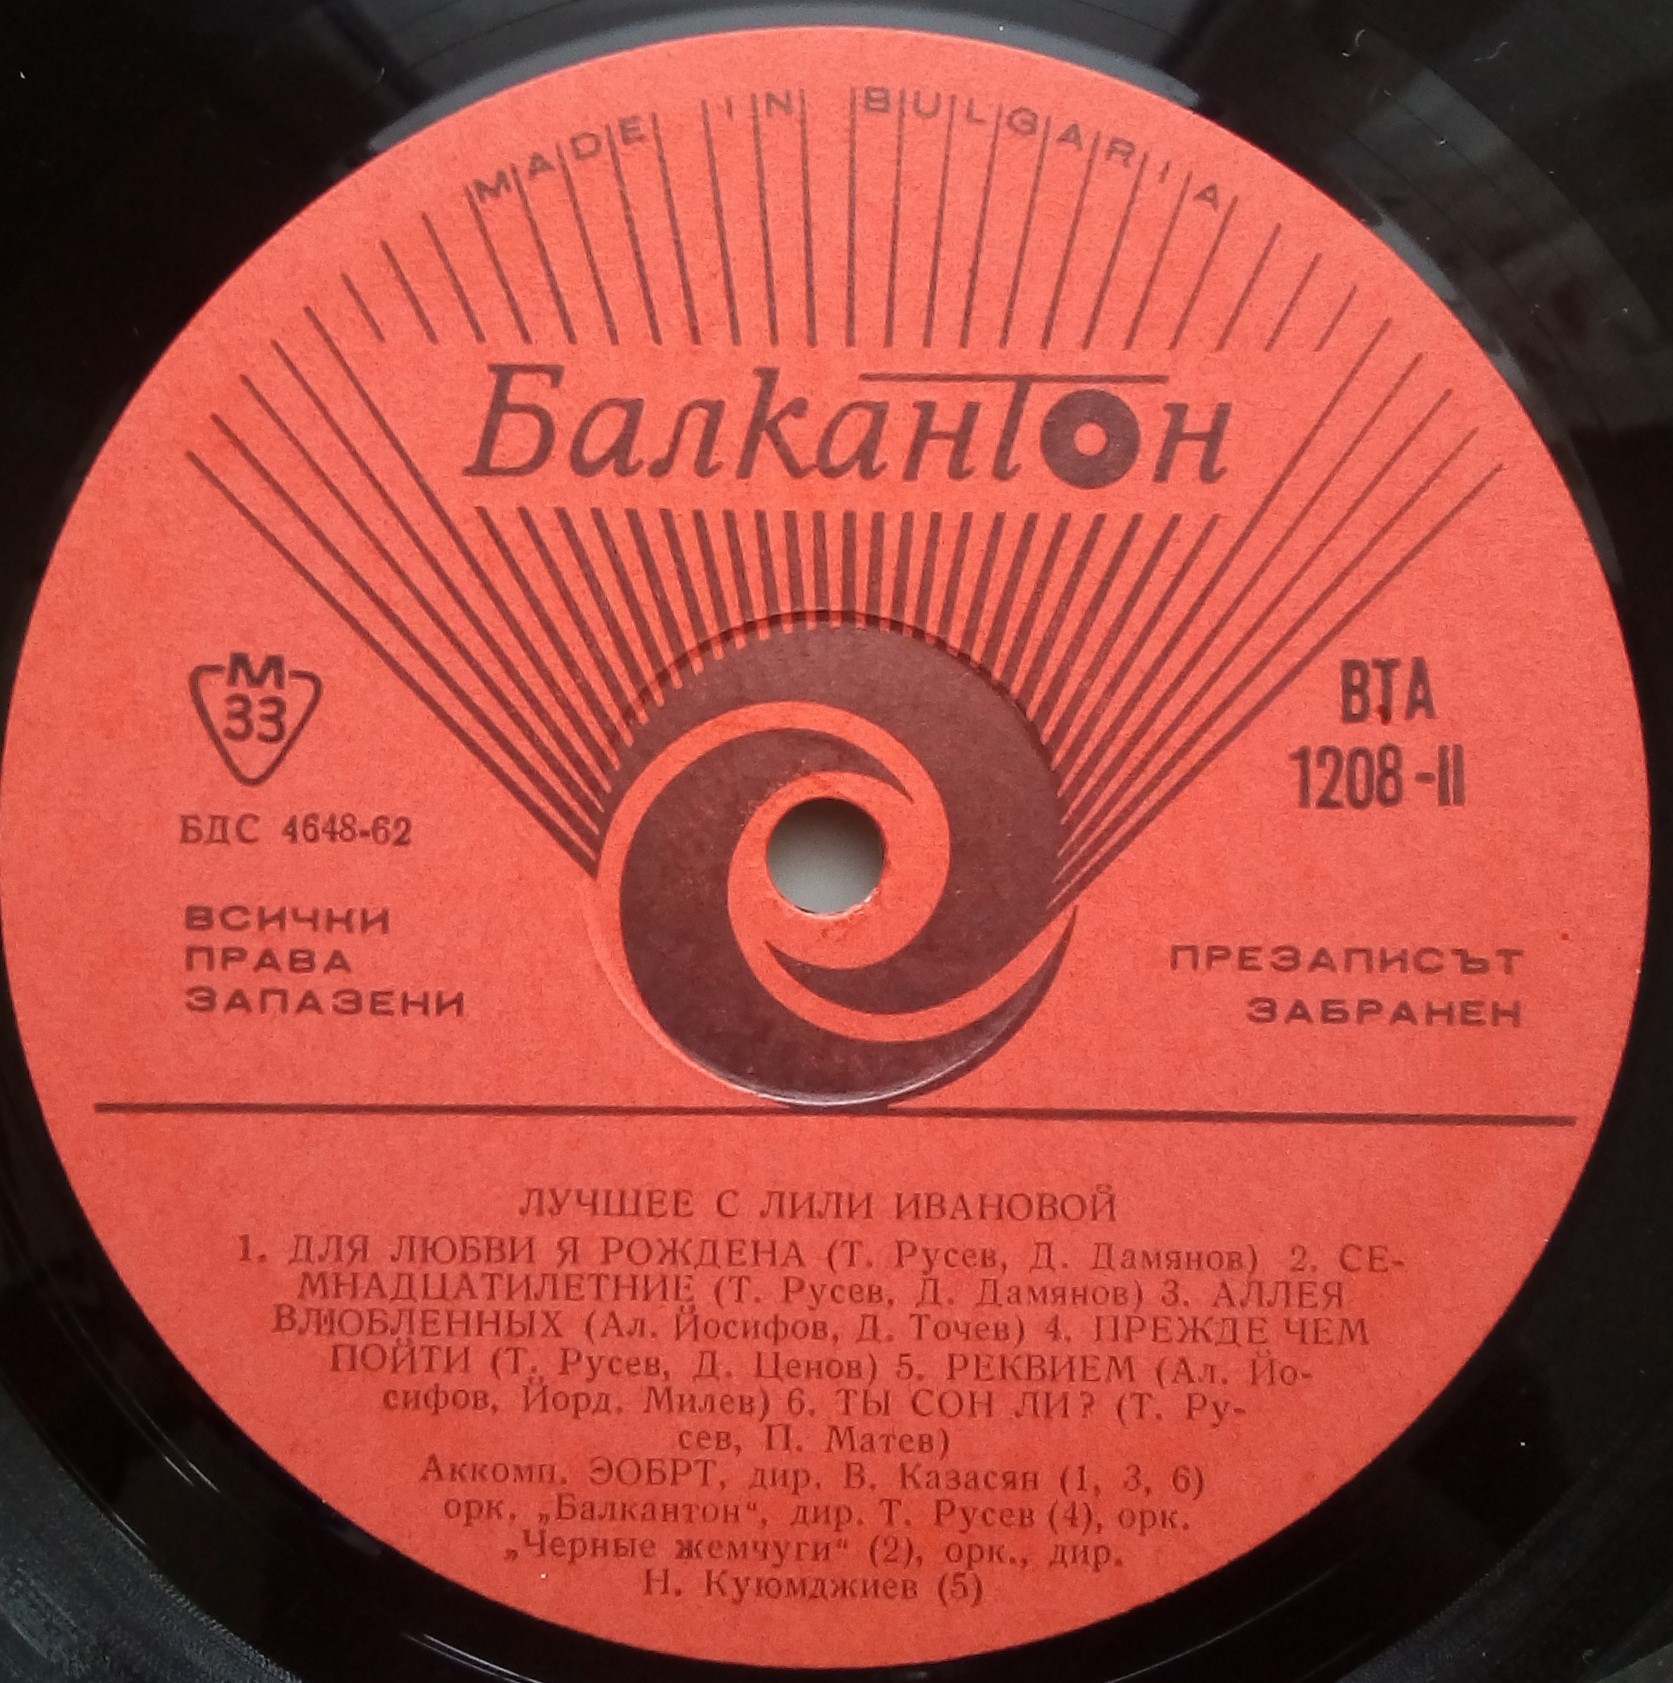 MADE IN BULGARIA
Балкантон
М
33
ВТА
1208-II
БДС 4648-62
ВСИЧКИ
ПРАВА
ЗАПАЗЕНИ
ПРЕЗАПИСЪТ
ЗАБРАНЕН
ЛУЧШЕЕ С ЛИЛИ ИВАНОВОЙ
1. ДЛЯ ЛЮБВИ Я РОЖДЕНА (Т. Русев, Д. Дамянов) 2. СЕ-
МНАДЦАТИЛЕТНИЕ (Т. Русев, Д. Дамянов) 3. АЛЛЕЯ
ВЛЮБЛЕННЫХ (Ал. Йосифов, Д. Точев) 4. ПРЕЖДЕ ЧЕМ
ПОЙТИ (Т. Русев, Д. Ценов) 5. РЕКВИЕМ (Ал. Йо-
сифов, Йорд. Милев) 6. ТЫ СОН ЛИ? (Т. Ру-
сев, П. Матев)
Аккомп. ЭОБРТ, дир. В. Казасян (1, 3, 6)
орк. „Балкантон“, дир. Т. Русев (4), орк.
„Черные жемчуги“ (2), орк., дир.
Н. Куюмджиев (5)